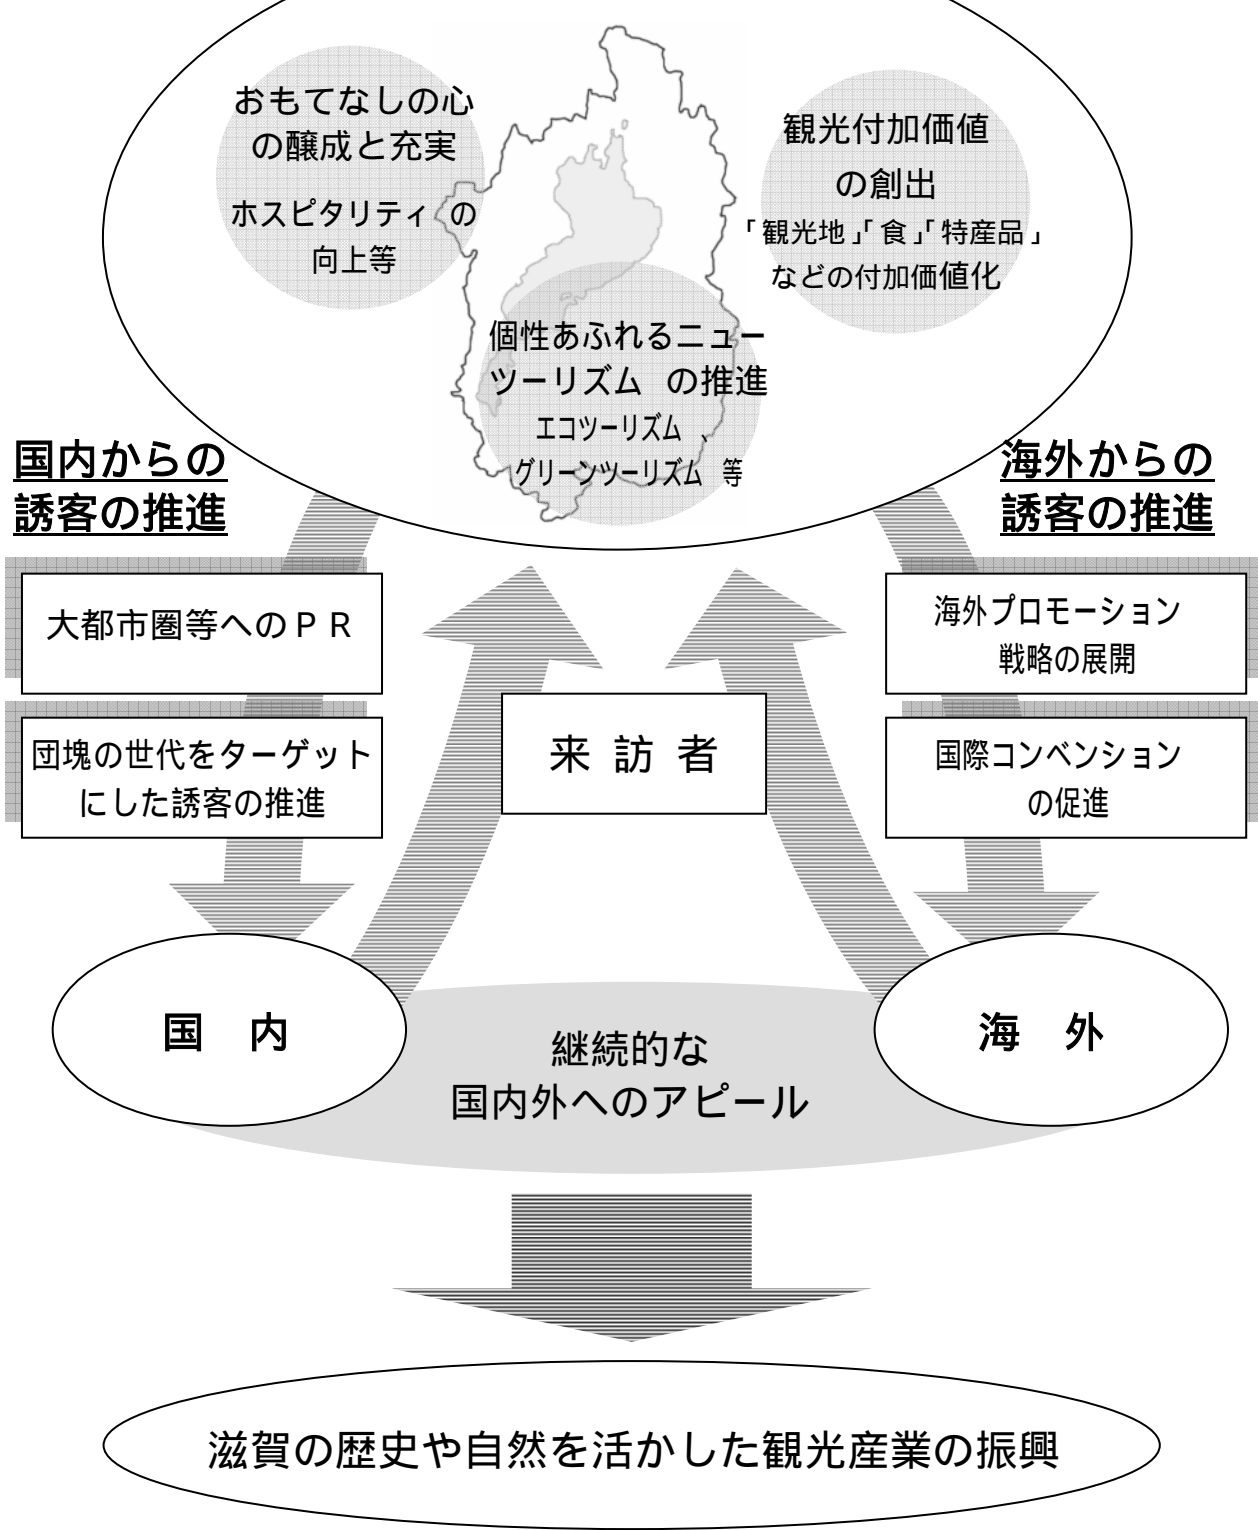 おもてなしの心
の醸成と充実
ホスピタリティ の
向上等
観光付加価値
の創出
「観光地」「食」「特産品」
などの付加価値化
個性あふれるニュー
ツーリズム の推進
エコツーリズム 、
グリーンツーリズム 等
国内からの
誘客の推進
海外からの
誘客の推進
大都市圏等へのＰＲ
団塊の世代をターゲット
にした誘客の推進
来 訪 者
海外プロモーション
戦略の展開
国際コンベンション
の促進
国 内
海 外
継続的な
国内外へのアピール
滋賀の歴史や自然を活かした観光産業の振興